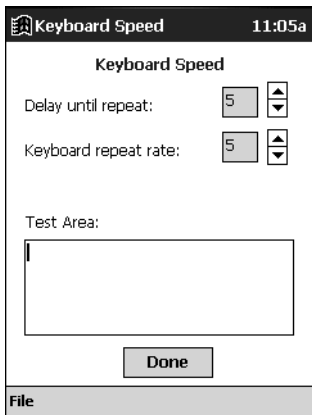 Keyboard Speed 11:05a
Keyboard Speed
Delay until repeat: 5
Keyboard repeat rate: 5
Test Area:
Done
File